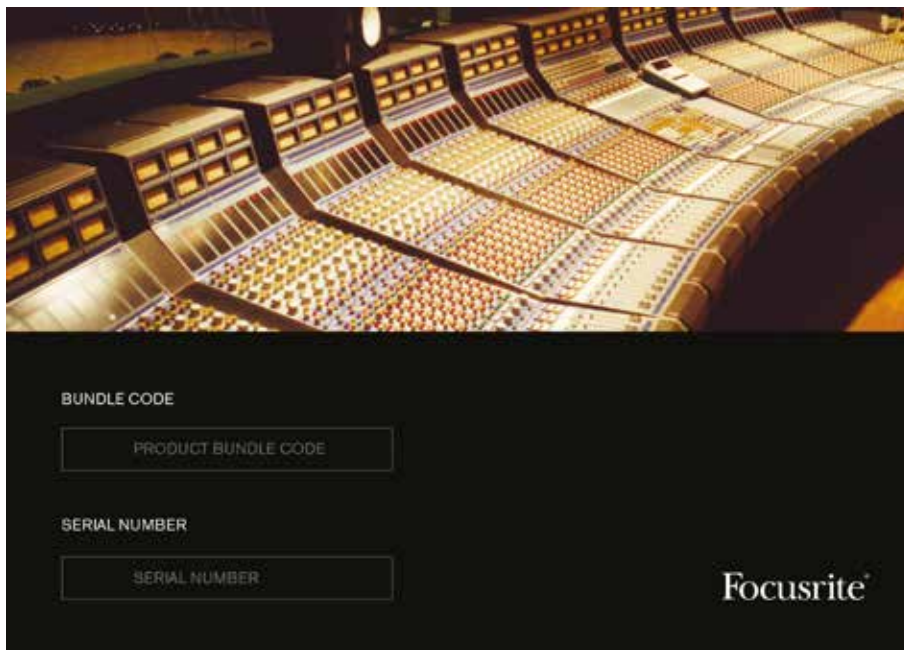 BUNDLE CODE
PRODUCT BUNDLE CODE
SERIAL NUMBER
SERIAL NUMBER
Focusrite®